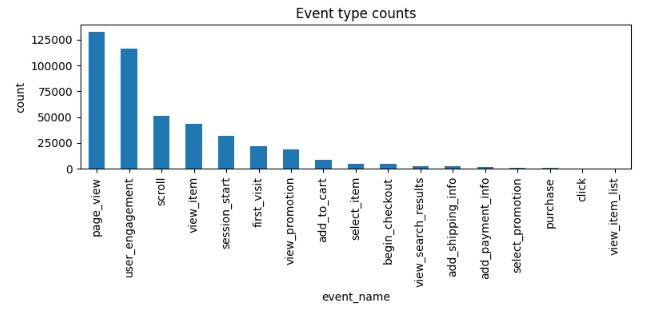 Event type counts
125000
100000
75000
50000
25000
0
count
page_view
user_engagement
scroll
view_item
session_start
first_visit
view_promotion
add_to_cart
select_item
begin_checkout
view_search_results
add_shipping_info
add_payment_info
select_promotion
purchase
click
view_item_list
event_name